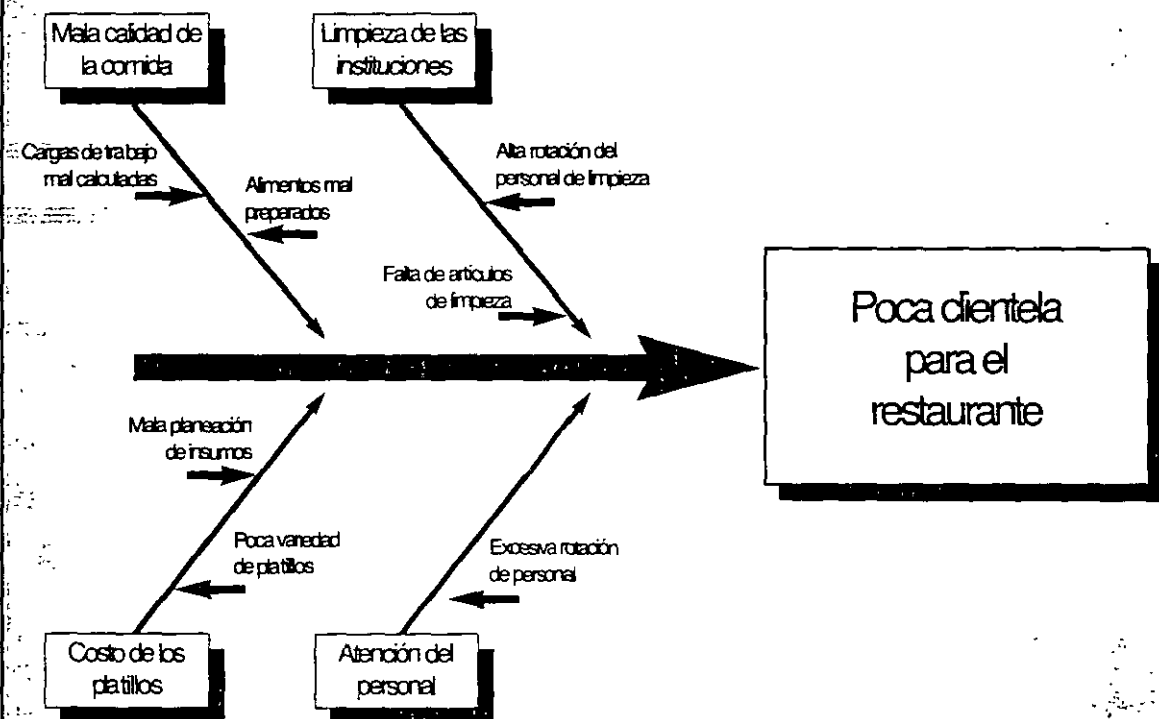 Mala calidad de
la comida
Limpieza de las
instituciones
Cargas de trabajo
mal calculadas
Alimentos mal
preparados
Alta rotación del
personal de limpieza
Falta de artículos
de limpieza
Poca clientela
para el
restaurante
Mala planeación
de insumos
Poca variedad
de platillos
Excesiva rotación
de personal
Costo de los
platillos
Atención del
personal